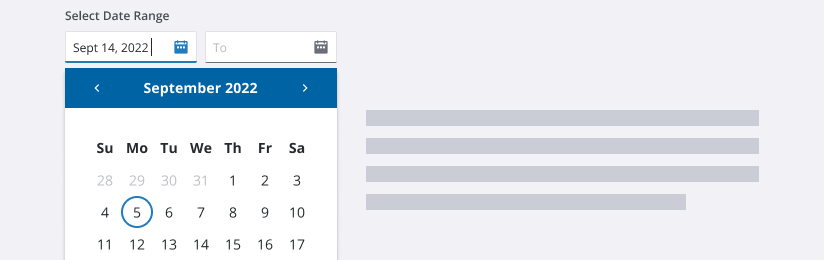 Select Date Range
Sept 14, 2022 To
September 2022
Su Mo Tu We Th Fr Sa
28 29 30 31 1 2 3
4 5 6 7 8 9 10
11 12 13 14 15 16 17